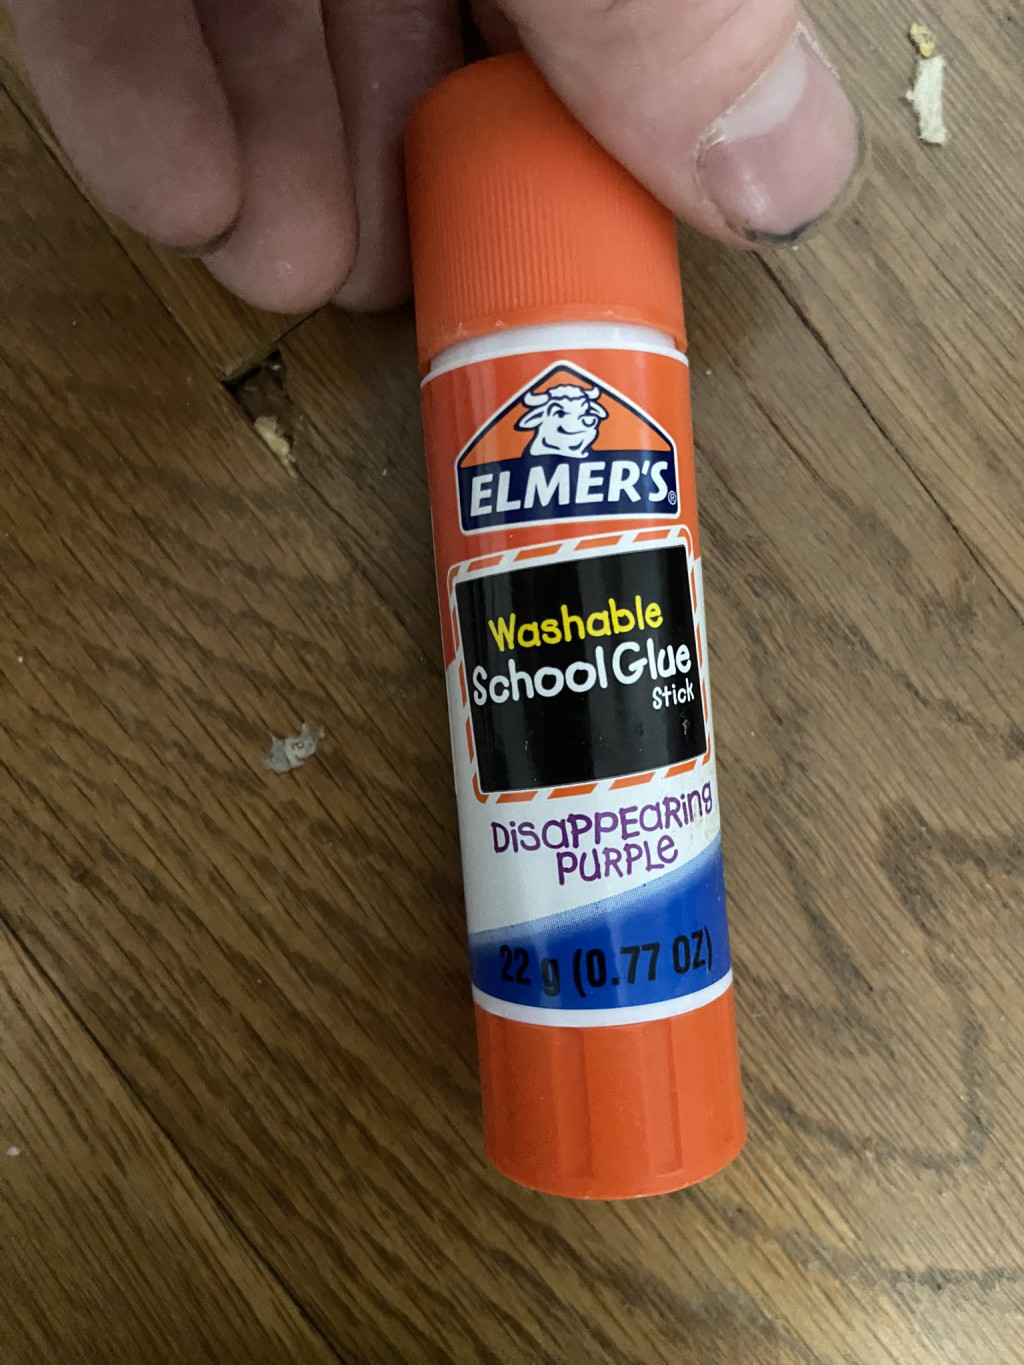 ELMER'S®
Washable
School Glue
Stick
DisappEaring
purple
22 g (0.77 OZ)